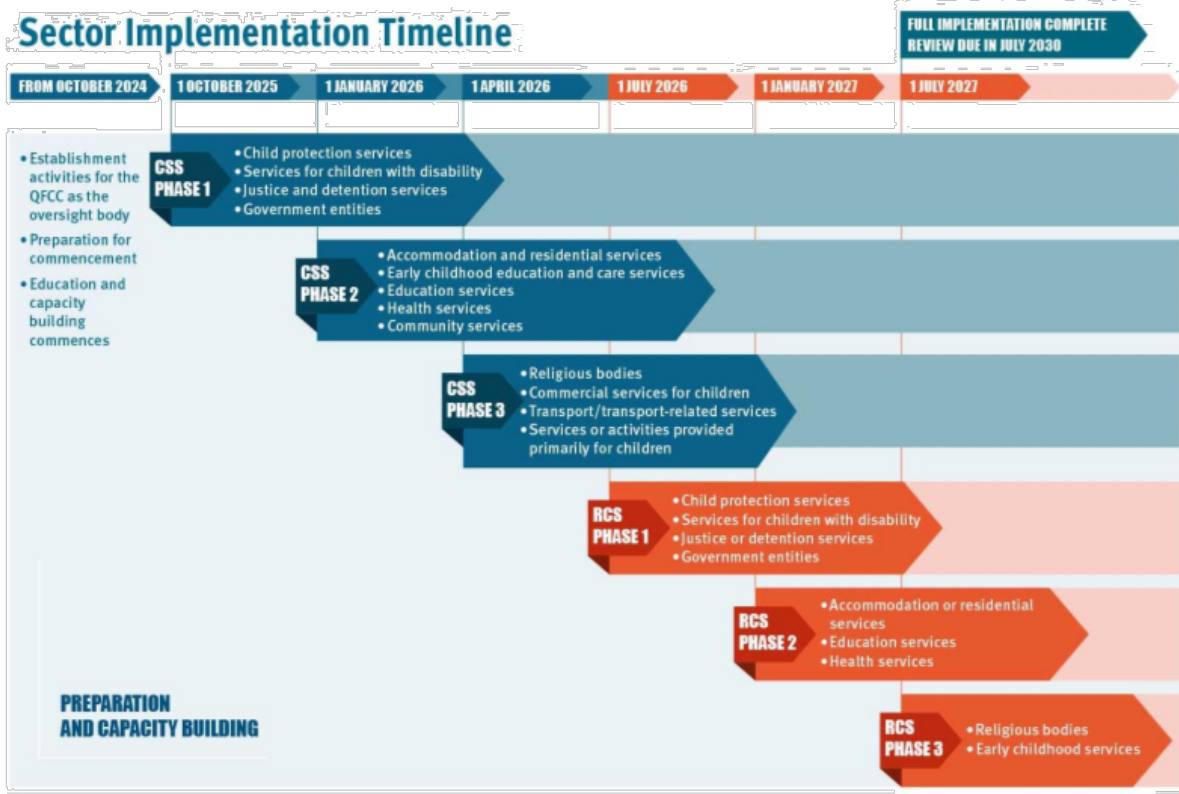 Sector Implementation Timeline
FULL IMPLEMENTATION COMPLETE
REVIEW DUE IN JULY 2030
FROM OCTOBER 2024
1 OCTOBER 2025
1 JANUARY 2026
1 APRIL 2026
1 JULY 2026
1 JANUARY 2027
1 JULY 2027
• Establishment
activities for the
QFCC as the
oversight body
• Preparation for
commencement
• Education and
capacity
building
commences
CSS
PHASE 1
• Child protection services
• Services for children with disability
• Justice and detention services
• Government entities
CSS
PHASE 2
• Accommodation and residential services
• Early childhood education and care services
• Education services
• Health services
• Community services
CSS
PHASE 3
• Religious bodies
• Commercial services for children
• Transport/transport-related services
• Services or activities provided
primarily for children
RCS
PHASE 1
• Child protection services
• Services for children with disability
• Justice or detention services
• Government entities
RCS
PHASE 2
• Accommodation or residential
services
• Education services
• Health services
RCS
PHASE 3
• Religious bodies
• Early childhood services
PREPARATION
AND CAPACITY BUILDING